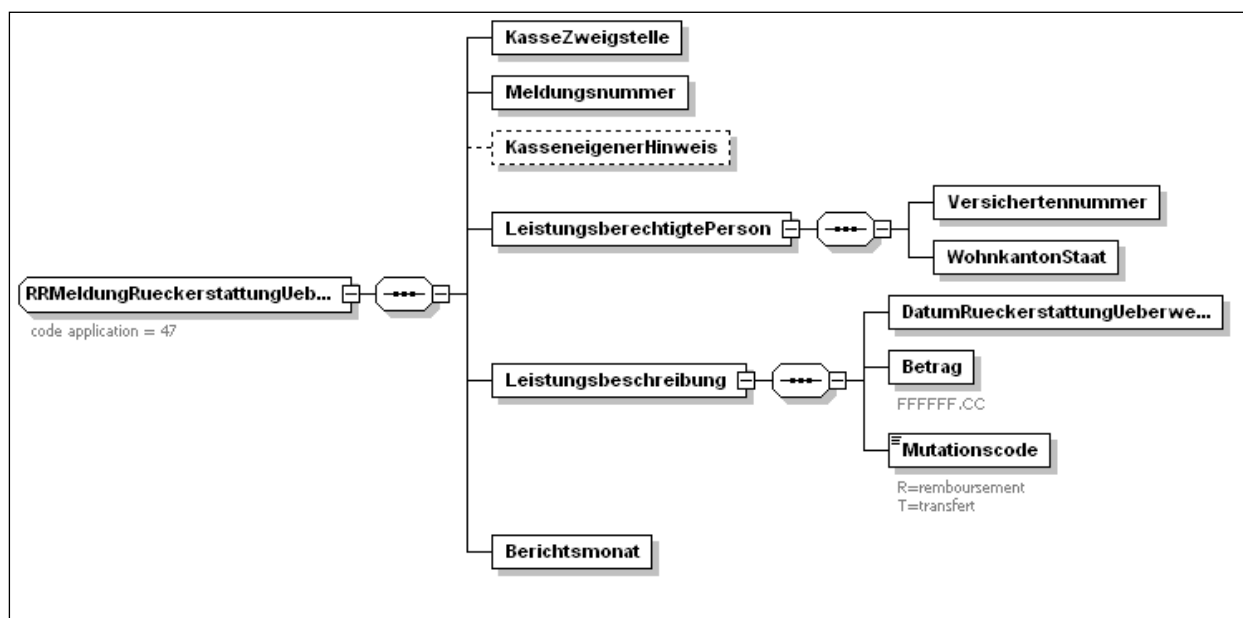 KasseZweigstelle
Meldungsnummer
KasseneigenerHinweis
LeistungsberechtigtePerson
Versichertennummer
WohnkantonStaat
RRMeldungRueckerstattungUeb...
code application = 47
Leistungsbeschreibung
DatumRueckerstattungUeberwe...
Betrag
FFFFFF.CC
Mutationscode
R=remboursement
T=transfert
Berichtsmonat